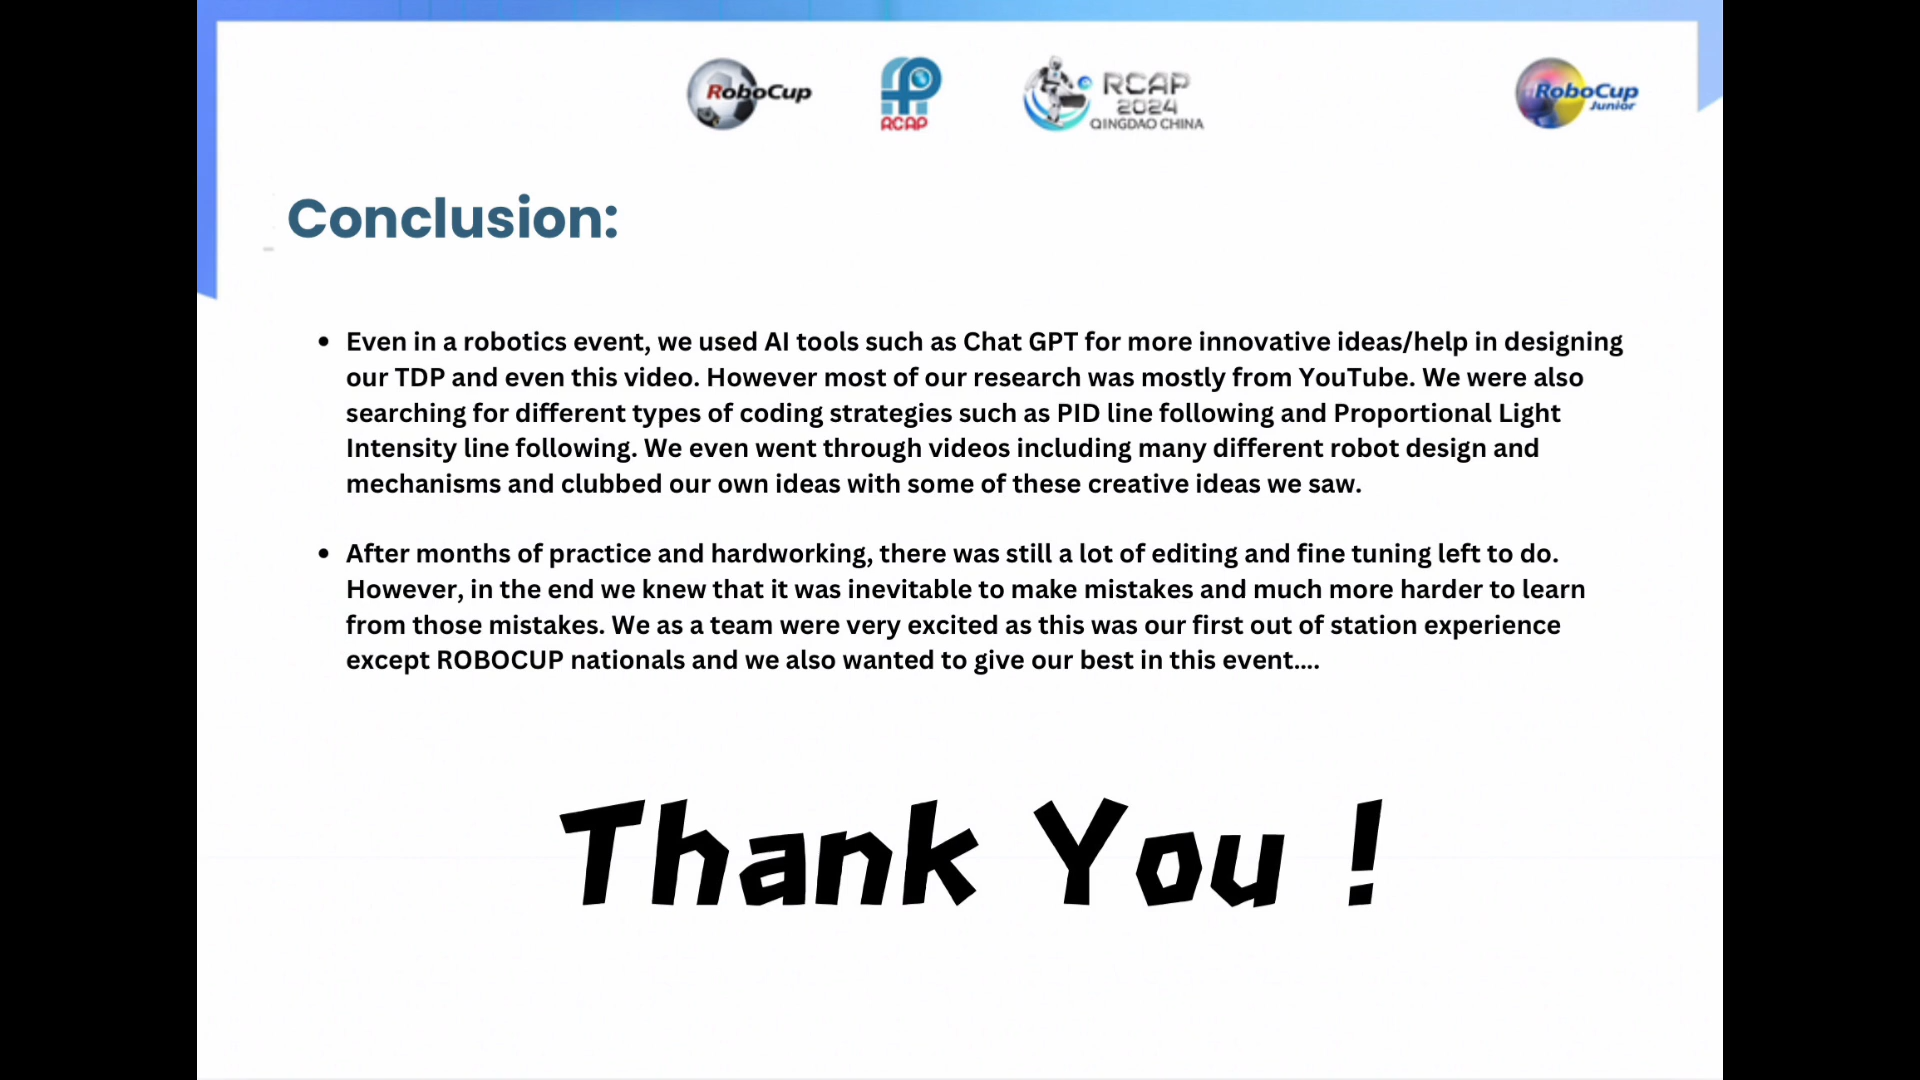 RoboCup
RCAP
RCAP
2024
QINGDAO CHINA
RoboCup
Junior
Conclusion:
• Even in a robotics event, we used AI tools such as Chat GPT for more innovative ideas/help in designing
our TDP and even this video. However most of our research was mostly from YouTube. We were also
searching for different types of coding strategies such as PID line following and Proportional Light
Intensity line following. We even went through videos including many different robot design and
mechanisms and clubbed our own ideas with some of these creative ideas we saw.
• After months of practice and hardworking, there was still a lot of editing and fine tuning left to do.
However, in the end we knew that it was inevitable to make mistakes and much more harder to learn
from those mistakes. We as a team were very excited as this was our first out of station experience
except ROBOCUP nationals and we also wanted to give our best in this event....
Thank You !